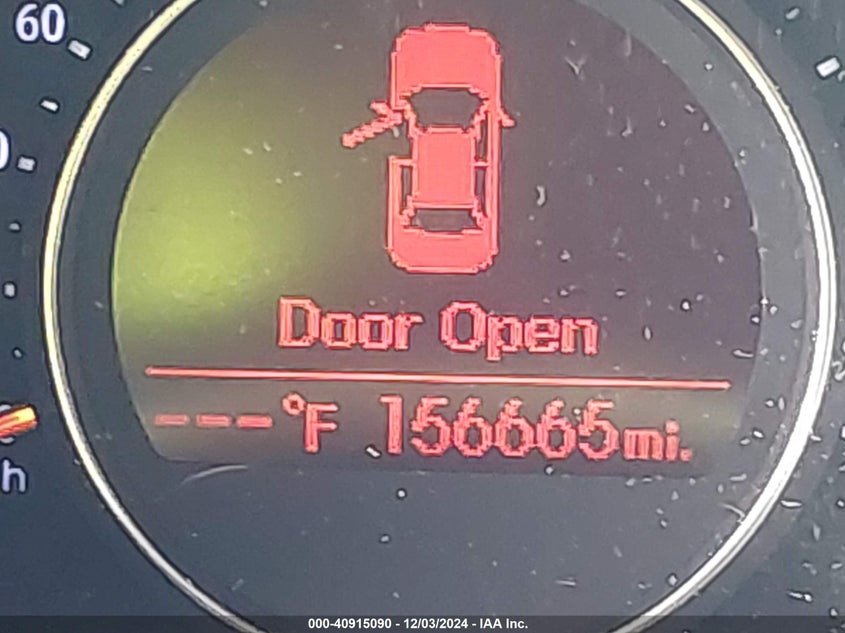 60
Door Open
---°F 156665mi.
h
000-40915090 - 12/03/2024 - IAA Inc.